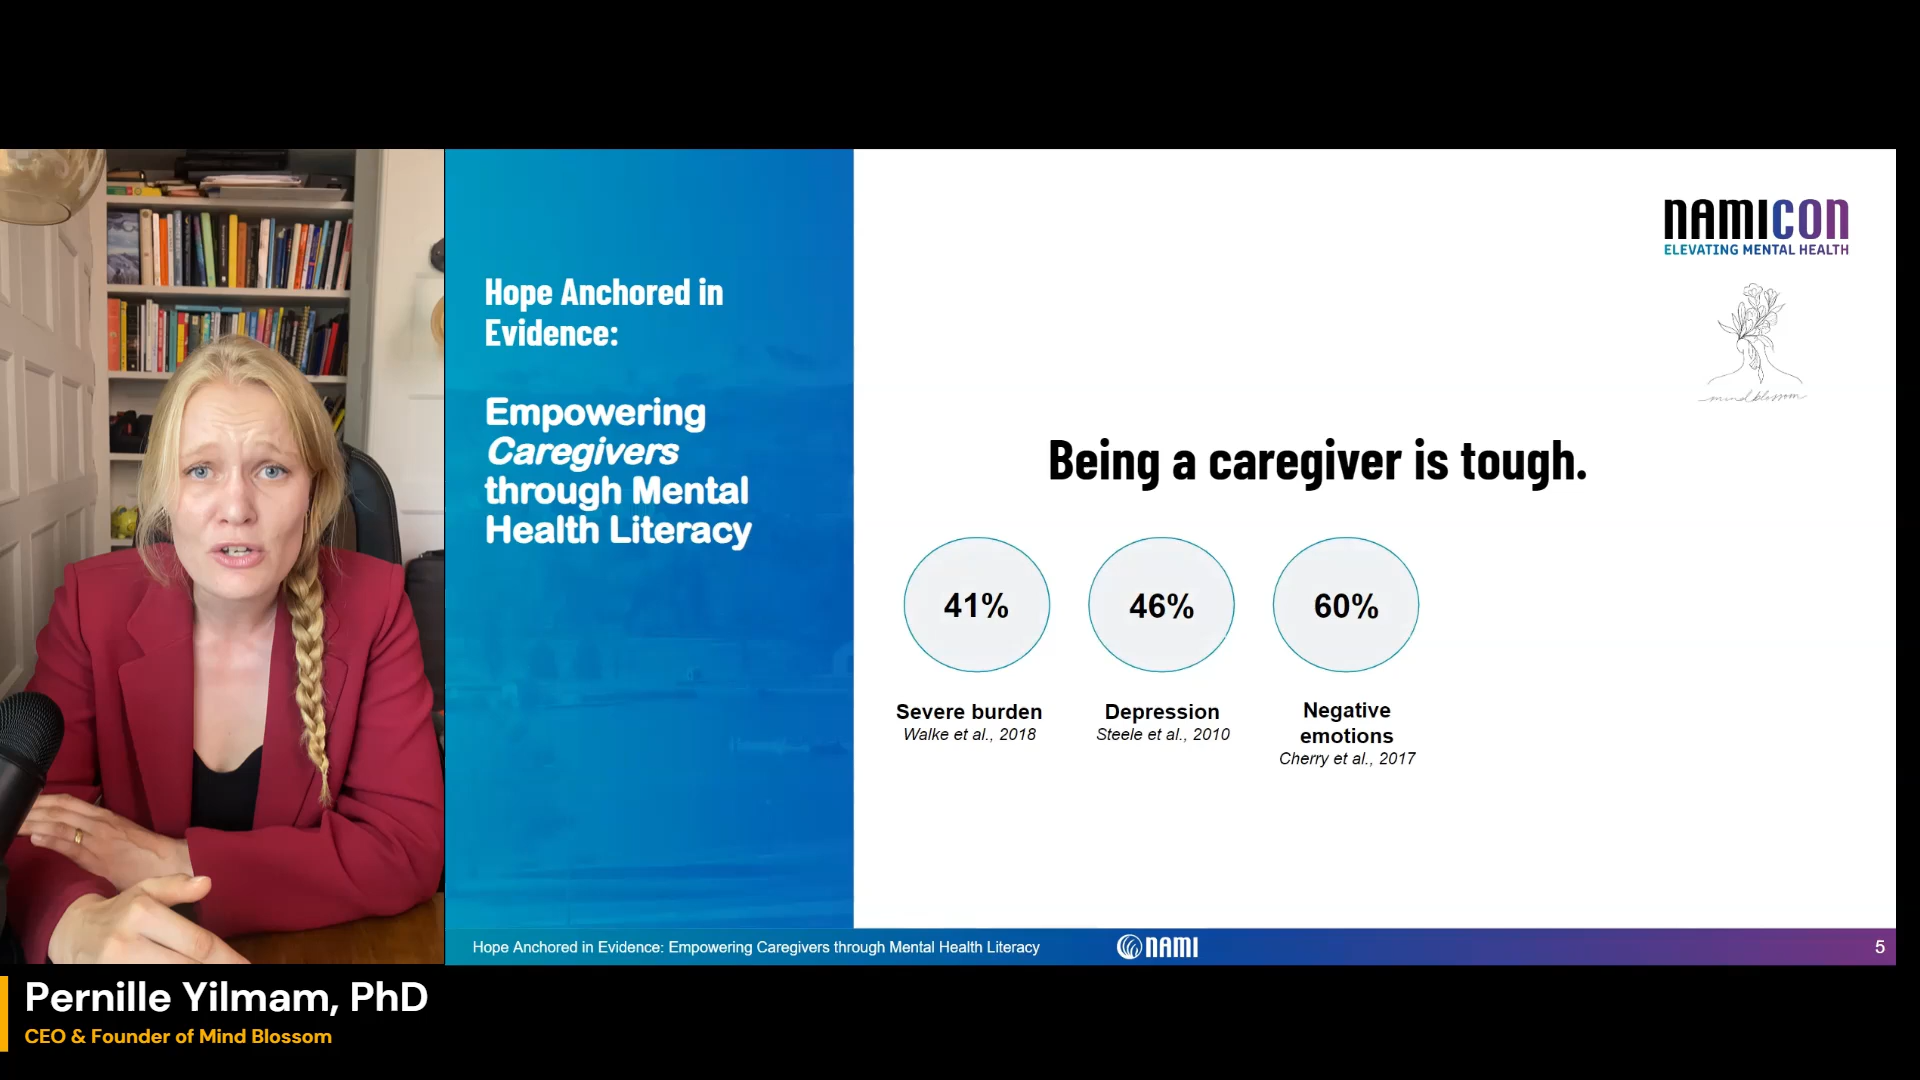 Hope Anchored in
Evidence:
Empowering
Caregivers
through Mental
Health Literacy
NAMICON
ELEVATING MENTAL HEALTH
mind blossom
Being a caregiver is tough.
41%
46%
60%
Severe burden
Walke et al., 2018
Depression
Steele et al., 2010
Negative
emotions
Cherry et al., 2017
Hope Anchored in Evidence: Empowering Caregivers through Mental Health Literacy
NAMI
5
Pernille Yilmam, PhD
CEO & Founder of Mind Blossom